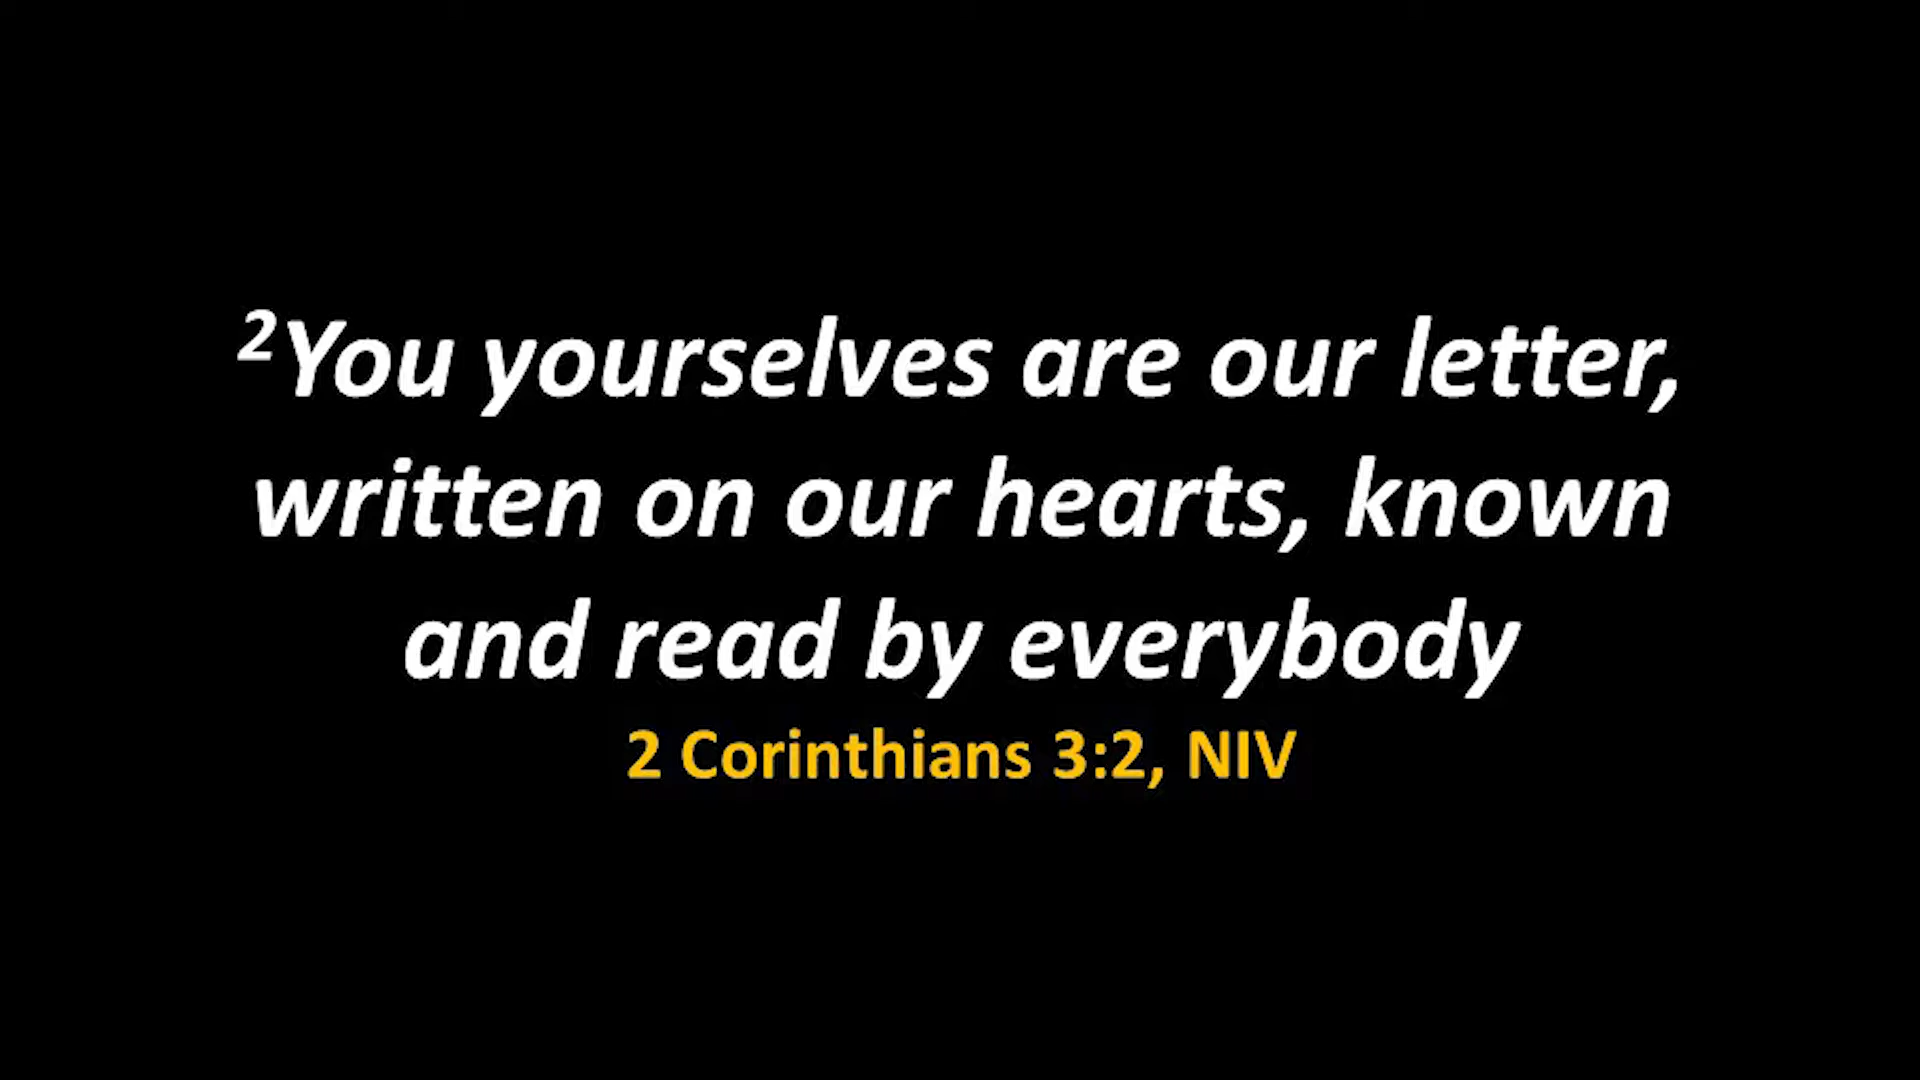 ²You yourselves are our letter,
written on our hearts, known
and read by everybody
2 Corinthians 3:2, NIV